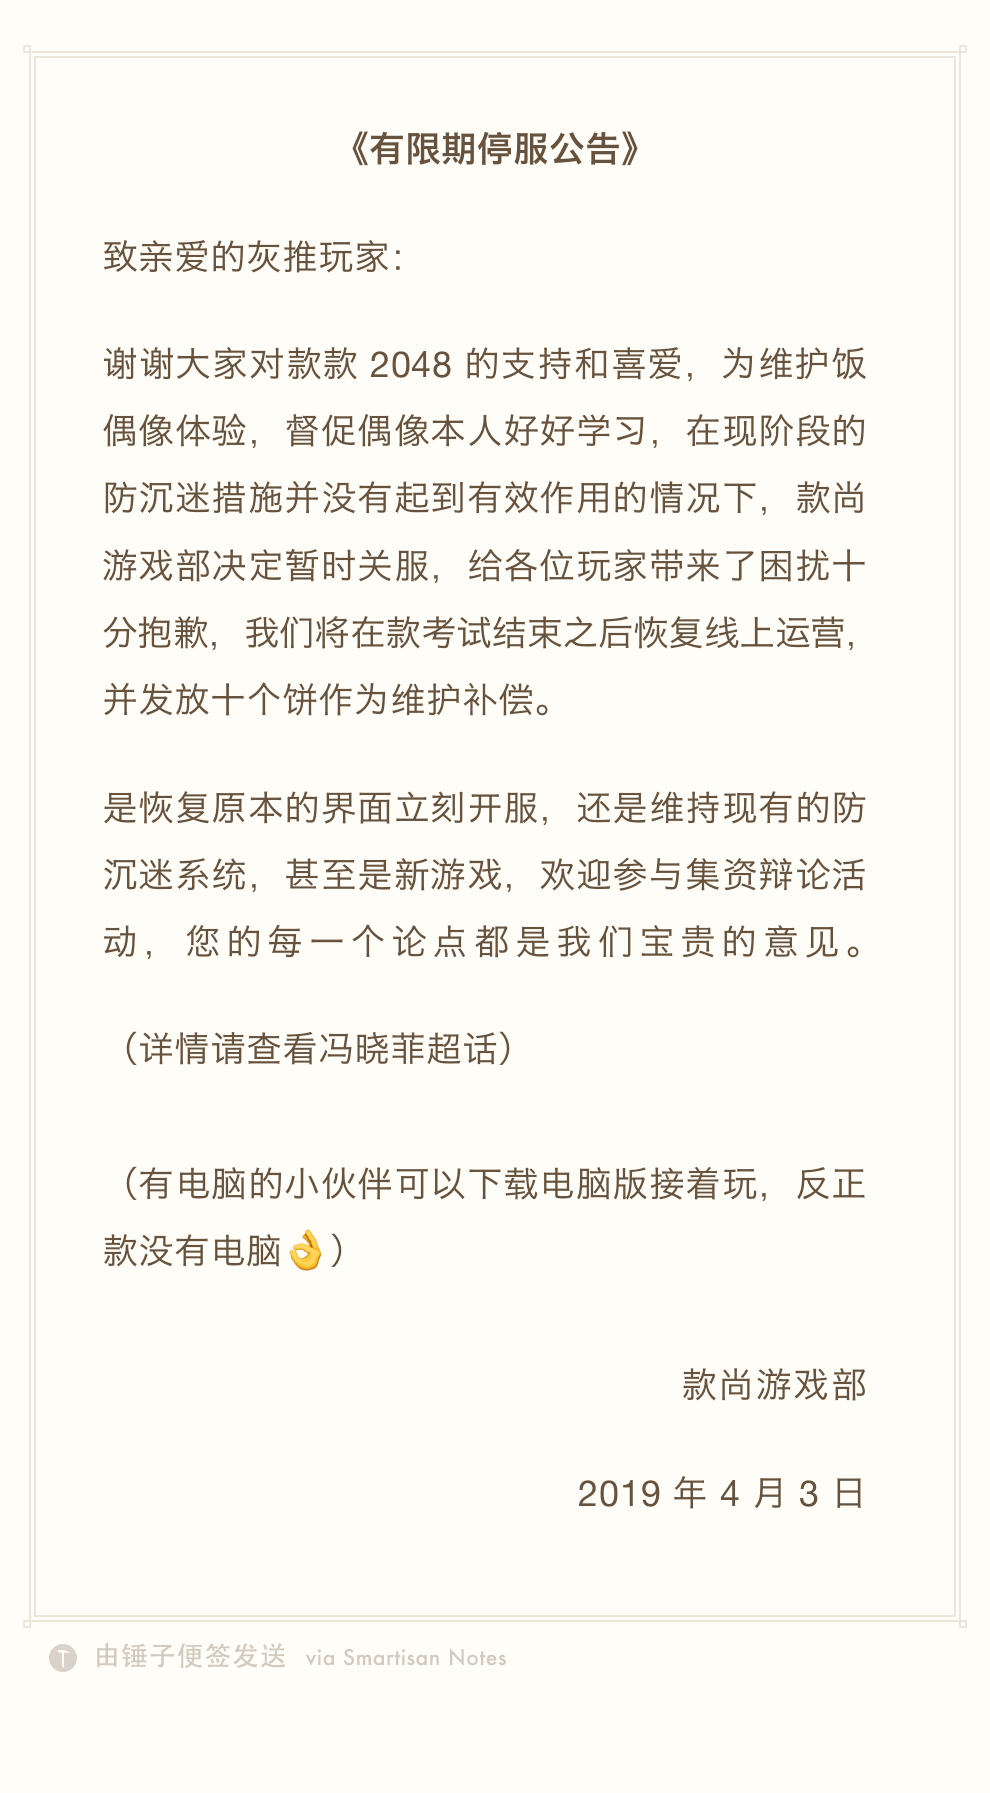 《有限期停服公告》
致亲爱的灰推玩家：
谢谢大家对款款 2048 的支持和喜爱，为维护饭
偶像体验，督促偶像本人好好学习，在现阶段的
防沉迷措施并没有起到有效作用的情况下，款尚
游戏部决定暂时关服，给各位玩家带来了困扰十
分抱歉，我们将在款考试结束之后恢复线上运营，
并发放十个饼作为维护补偿。
是恢复原本的界面立刻开服，还是维持现有的防
沉迷系统，甚至是新游戏，欢迎参与集资辩论活
动，您的每一个论点都是我们宝贵的意见。
（详情请查看冯晓菲超话）
（有电脑的小伙伴可以下载电脑版接着玩，反正
款没有电脑👌）
款尚游戏部
2019 年 4 月 3 日
由锤子便签发送 via Smartisan Notes